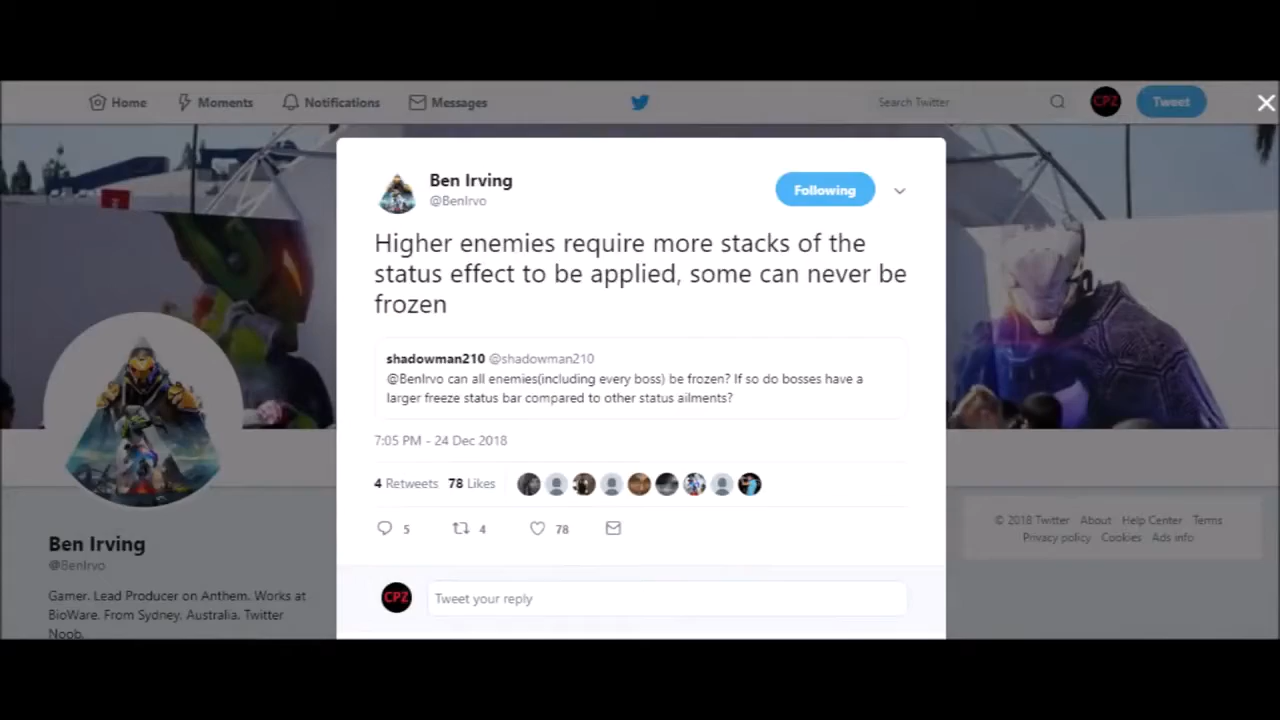 Home Moments Notifications Messages Search Twitter CPZ Tweet
Ben Irving
@BenIrvo
Following
Higher enemies require more stacks of the
status effect to be applied, some can never be
frozen
shadowman210 @shadowman210
@BenIrvo can all enemies(including every boss) be frozen? If so do bosses have a
larger freeze status bar compared to other status ailments?
7:05 PM - 24 Dec 2018
4 Retweets 78 Likes
5 4 78
CPZ Tweet your reply
Ben Irving
@BenIrvo
Gamer. Lead Producer on Anthem. Works at
BioWare. From Sydney. Australia. Twitter
Noob.
© 2018 Twitter About Help Center Terms
Privacy policy Cookies Ads info